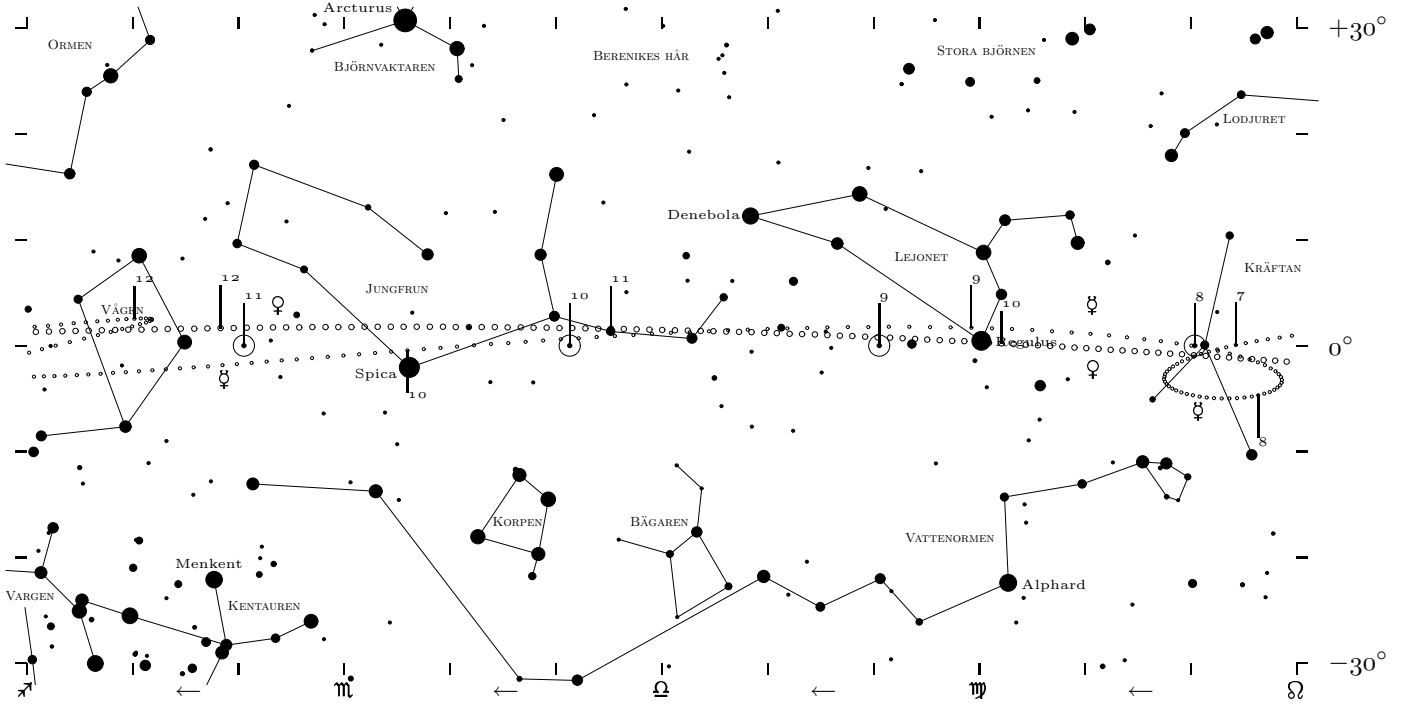 Arcturus
+30°
Ormen
Björnvaktaren
Berenikes hår
Stora björnen
Lodjuret
Denebola
Lejonet
Kräftan
Jungfrun
Vågen
12
12
11
♀
10
11
9
9
10
☿
8
7
Regulus
0°
Spica
☿
10
♀
☿
8
Korpen
Bägaren
Vattenormen
Menkent
Alphard
Vargen
Kentauren
-30°
♐ ← ♏ ← ♎ ← ♍ ← ♌